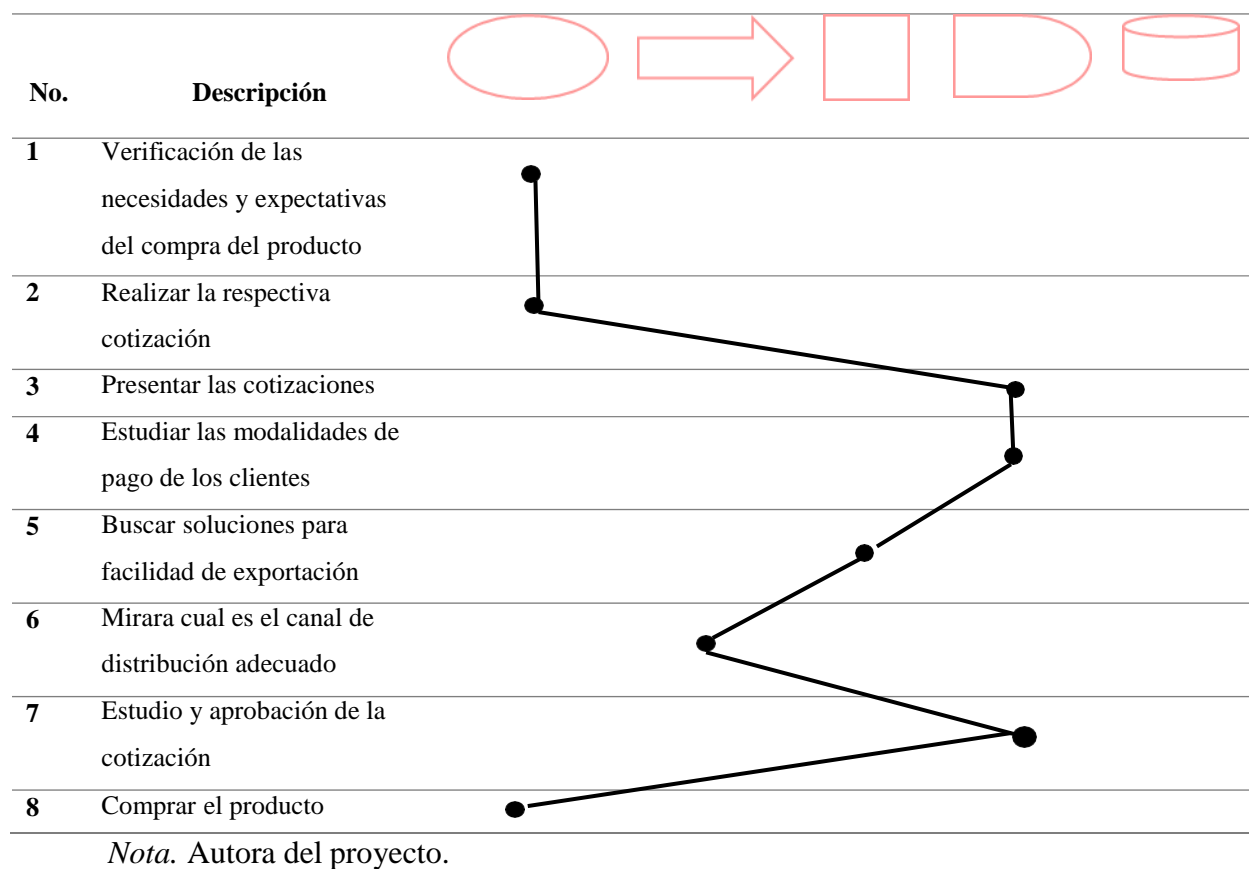 No. Descripción
1 Verificación de las
necesidades y expectativas
del compra del producto
2 Realizar la respectiva
cotización
3 Presentar las cotizaciones
4 Estudiar las modalidades de
pago de los clientes
5 Buscar soluciones para
facilidad de exportación
6 Mirara cual es el canal de
distribución adecuado
7 Estudio y aprobación de la
cotización
8 Comprar el producto
Nota. Autora del proyecto.